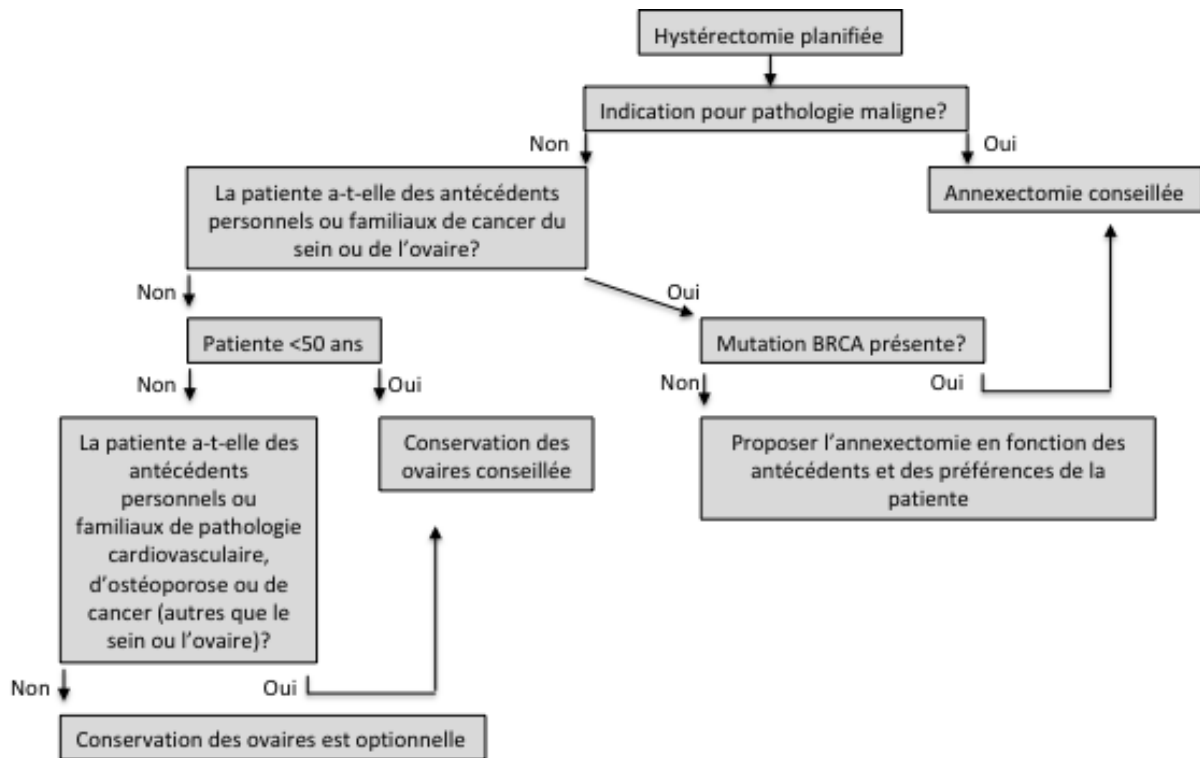 Hystérectomie planifiée
Indication pour pathologie maligne?
Non
Oui
La patiente a-t-elle des antécédents
personnels ou familiaux de cancer du
sein ou de l'ovaire?
Annexectomie conseillée
Non
Oui
Patiente <50 ans
Mutation BRCA présente?
Non
Oui
Non
Oui
La patiente a-t-elle des
antécédents
personnels ou
familiaux de pathologie
cardiovasculaire,
d'ostéoporose ou de
cancer (autres que le
sein ou l'ovaire)?
Conservation des
ovaires conseillée
Proposer l'annexectomie en fonction des
antécédents et des préférences de la
patiente
Non
Oui
Conservation des ovaires est optionnelle